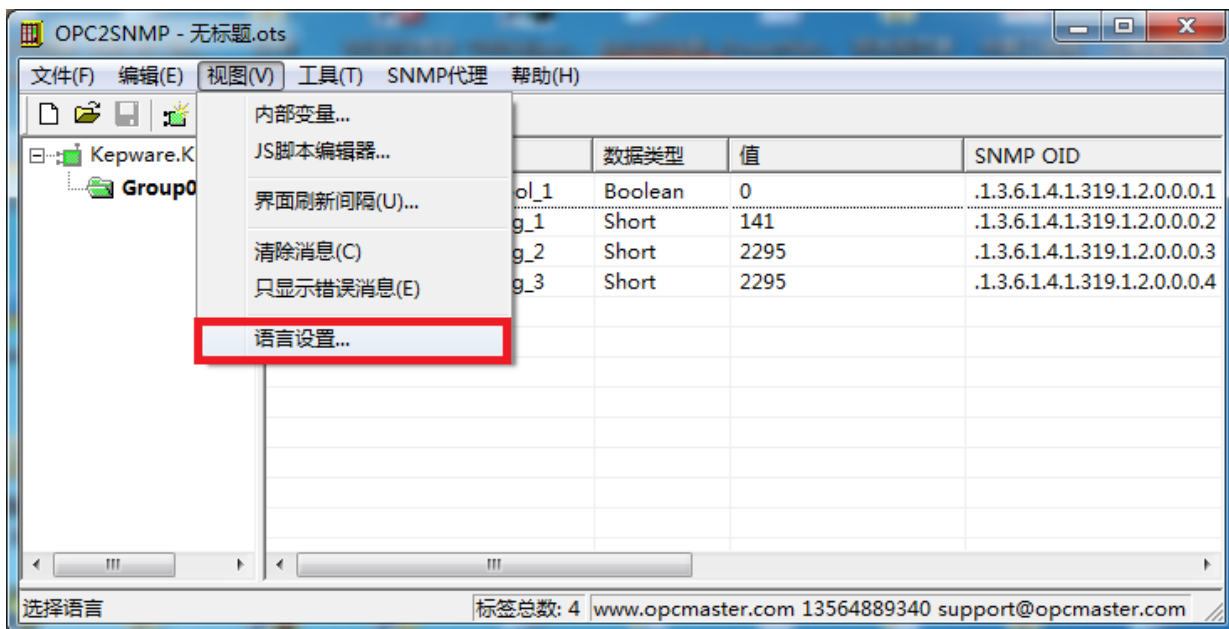 OPC2SNMP - 无标题.ots
文件(F) 编辑(E) 视图(V) 工具(T) SNMP代理 帮助(H)
内部变量...
JS脚本编辑器...
界面刷新间隔(U)...
清除消息(C)
只显示错误消息(E)
语言设置...
Kepware.K
Group0
数据类型 值 SNMP OID
ol_1 Boolean 0 .1.3.6.1.4.1.319.1.2.0.0.0.1
g_1 Short 141 .1.3.6.1.4.1.319.1.2.0.0.0.2
g_2 Short 2295 .1.3.6.1.4.1.319.1.2.0.0.0.3
g_3 Short 2295 .1.3.6.1.4.1.319.1.2.0.0.0.4
选择语言 标签总数: 4 www.opcmaster.com 13564889340 support@opcmaster.com